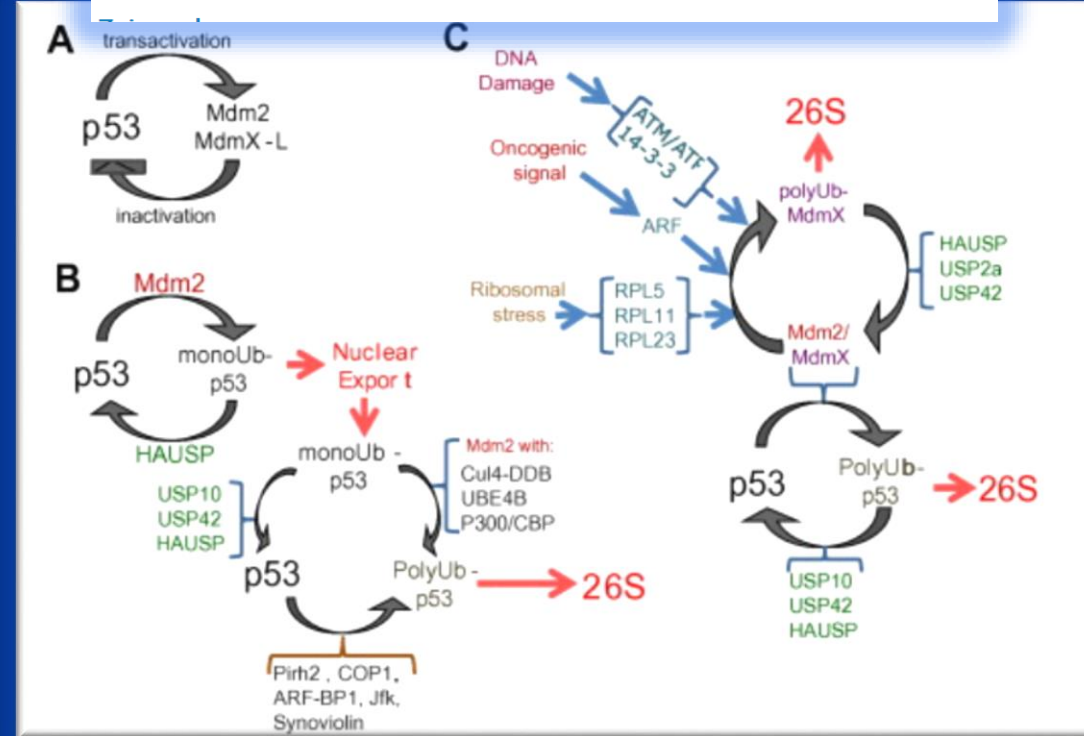 A
transactivation
p53
Mdm2
MdmX-L
inactivation
B
Mdm2
p53
monoUb-
p53
HAUSP
Nuclear
Expor t
monoUb -
p53
USP10
USP42
HAUSP
Mdm2 with:
Cul4-DDB
UBE4B
P300/CBP
p53
PolyUb -
p53
26S
Pirh2 , COP1,
ARF-BP1, Jfk,
Synoviolin
C
DNA
Damage
ATM/ATF
14-3-3
Oncogenic
signal
ARF
Ribosomal
stress
RPL5
RPL11
RPL23
26S
polyUb-
MdmX
HAUSP
USP2a
USP42
Mdm2/
MdmX
p53
PolyUb-
p53
26S
USP10
USP42
HAUSP